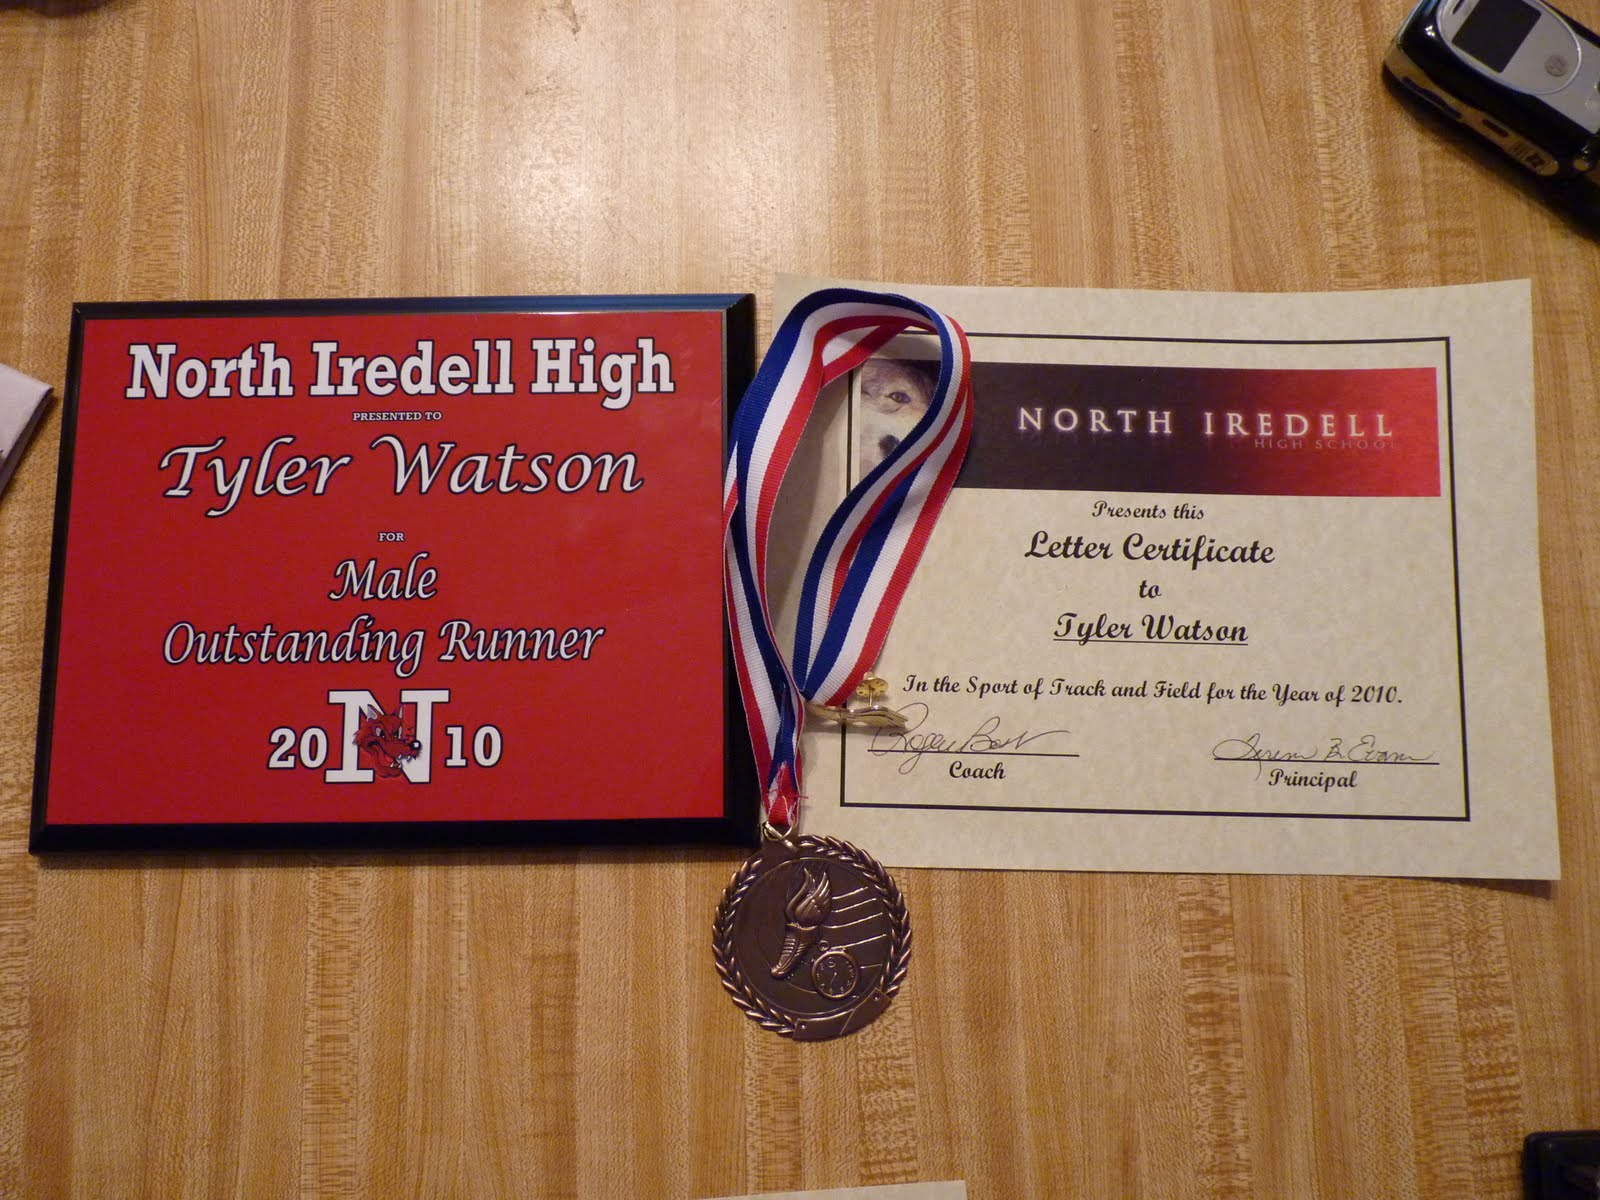 North Iredell High
PRESENTED TO
Tyler Watson
FOR
Male
Outstanding Runner
20 N 10
NORTH IREDELL
HIGH SCHOOL
Presents this
Letter Certificate
to
Tyler Watson
In the Sport of Track and Field for the Year of 2010.
Coach
Principal